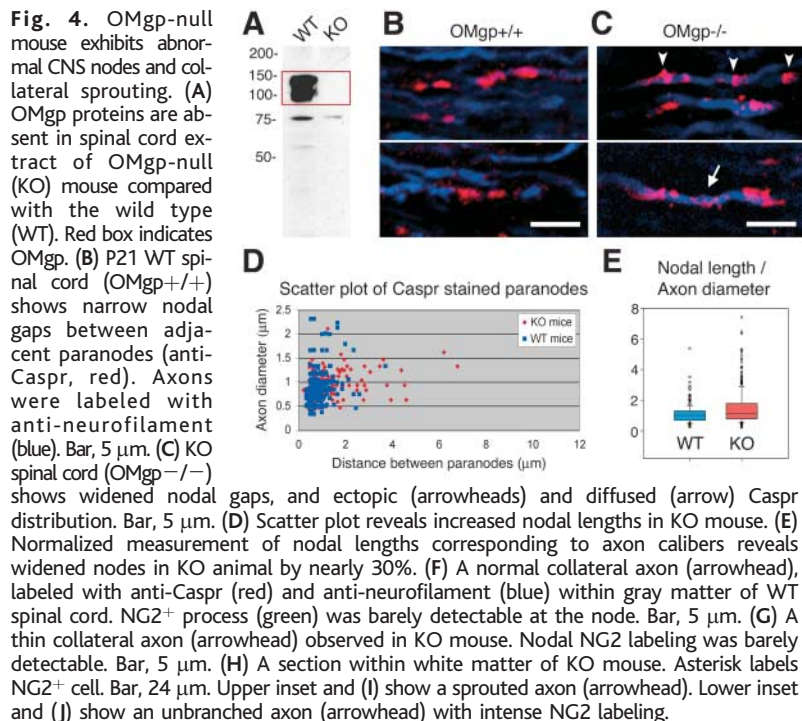 Fig. 4. OMgp-null
mouse exhibits abnor-
mal CNS nodes and col-
lateral sprouting. (A)
OMgp proteins are ab-
sent in spinal cord ex-
tract of OMgp-null
(KO) mouse compared
with the wild type
(WT). Red box indicates
OMgp. (B) P21 WT spi-
nal cord (OMgp+/+)
shows narrow nodal
gaps between adja-
cent paranodes (anti-
Caspr, red). Axons
were labeled with
anti-neurofilament
(blue). Bar, 5 μm. (C) KO
spinal cord (OMgp−/−)
shows widened nodal gaps, and ectopic (arrowheads) and diffused (arrow) Caspr
distribution. Bar, 5 μm. (D) Scatter plot reveals increased nodal lengths in KO mouse. (E)
Normalized measurement of nodal lengths corresponding to axon calibers reveals
widened nodes in KO animal by nearly 30%. (F) A normal collateral axon (arrowhead),
labeled with anti-Caspr (red) and anti-neurofilament (blue) within gray matter of WT
spinal cord. NG2+ process (green) was barely detectable at the node. Bar, 5 μm. (G) A
thin collateral axon (arrowhead) observed in KO mouse. Nodal NG2 labeling was barely
detectable. Bar, 5 μm. (H) A section within white matter of KO mouse. Asterisk labels
NG2+ cell. Bar, 24 μm. Upper inset and (I) show a sprouted axon (arrowhead). Lower inset
and (J) show an unbranched axon (arrowhead) with intense NG2 labeling.
A
WT KO
200-
150-
100-
75-
50-
B OMgp+/+
C OMgp-/-
D
Scatter plot of Caspr stained paranodes
Axon diameter (μm)
2.5
2
1.5
1
0.5
0
KO mice
WT mice
0 2 4 6 8 10 12
Distance between paranodes (μm)
E
Nodal length /
Axon diameter
8
6
4
2
0
WT KO